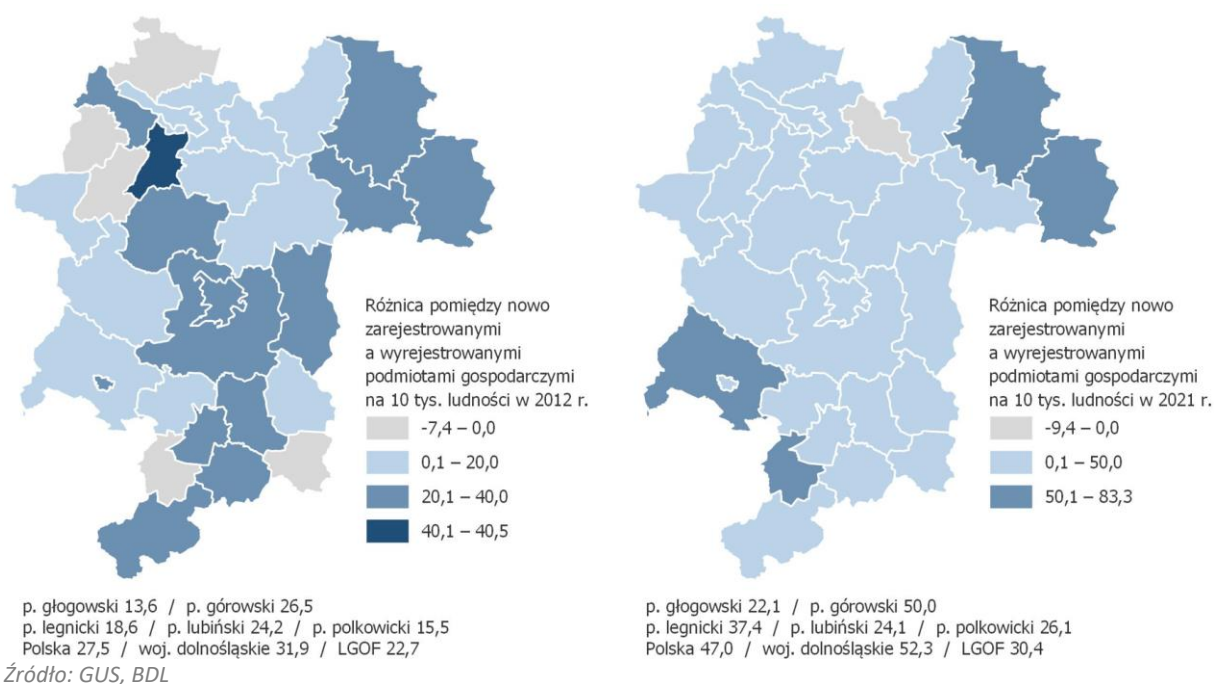 Różnica pomiędzy nowo
zarejestrowanymi
a wyrejestrowanymi
podmiotami gospodarczymi
na 10 tys. ludności w 2012 r.
-7,4 – 0,0
0,1 – 20,0
20,1 – 40,0
40,1 – 40,5
p. głogowski 13,6 / p. górowski 26,5
p. legnicki 18,6 / p. lubiński 24,2 / p. polkowicki 15,5
Polska 27,5 / woj. dolnośląskie 31,9 / LGOF 22,7
Różnica pomiędzy nowo
zarejestrowanymi
a wyrejestrowanymi
podmiotami gospodarczymi
na 10 tys. ludności w 2021 r.
-9,4 – 0,0
0,1 – 50,0
50,1 – 83,3
p. głogowski 22,1 / p. górowski 50,0
p. legnicki 37,4 / p. lubiński 24,1 / p. polkowicki 26,1
Polska 47,0 / woj. dolnośląskie 52,3 / LGOF 30,4
Źródło: GUS, BDL